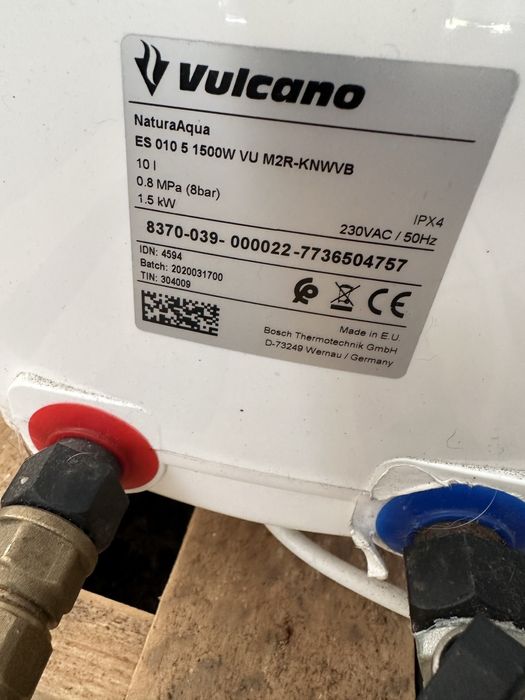 Vulcano
NaturaAqua
ES 010 5 1500W VU M2R-KNWVB
10 l
0.8 MPa (8bar)
1.5 kW
IPX4
230VAC / 50Hz
8370-039- 000022 -7736504757
IDN: 4594
Batch: 2020031700
TIN: 304009
CE
Made in E.U.
Bosch Thermotechnik GmbH
D-73249 Wernau / Germany